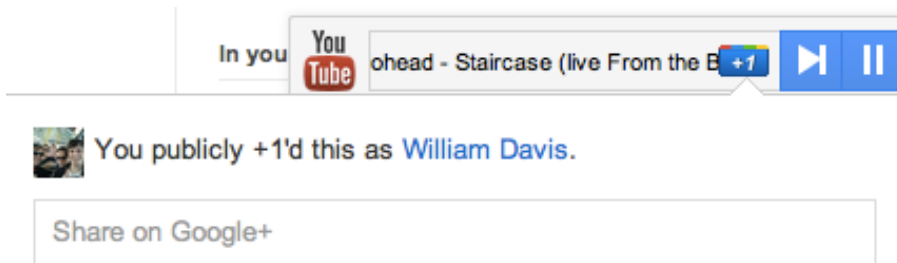 In you
You
Tube
ohead - Staircase (live From the B
+1
You publicly +1'd this as William Davis.
Share on Google+